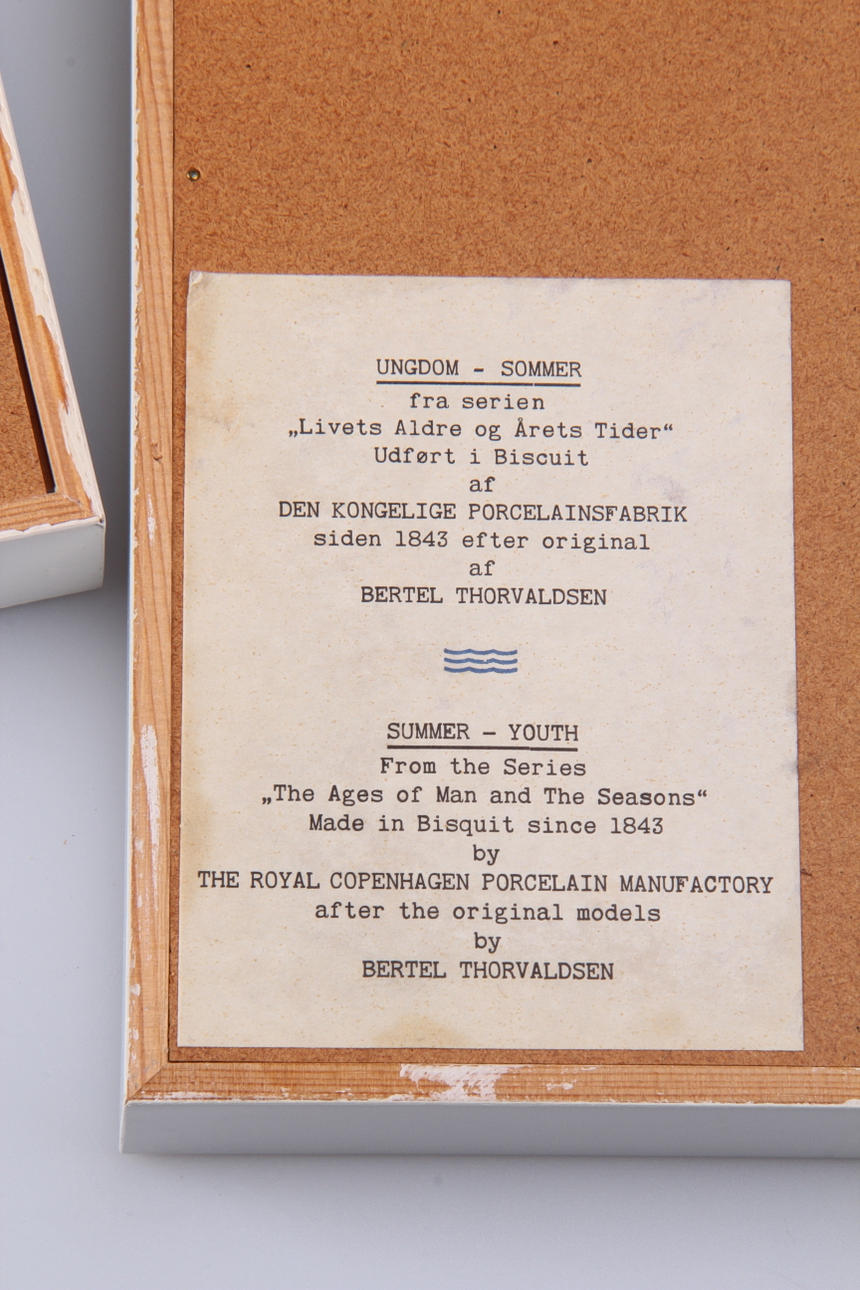 UNGDOM - SOMMER
fra serien
„Livets Aldre og Årets Tider“
Udført i Biscuit
af
DEN KONGELIGE PORCELAINSFABRIK
siden 1843 efter original
af
BERTEL THORVALDSEN
SUMMER - YOUTH
From the Series
„The Ages of Man and The Seasons“
Made in Bisquit since 1843
by
THE ROYAL COPENHAGEN PORCELAIN MANUFACTORY
after the original models
by
BERTEL THORVALDSEN